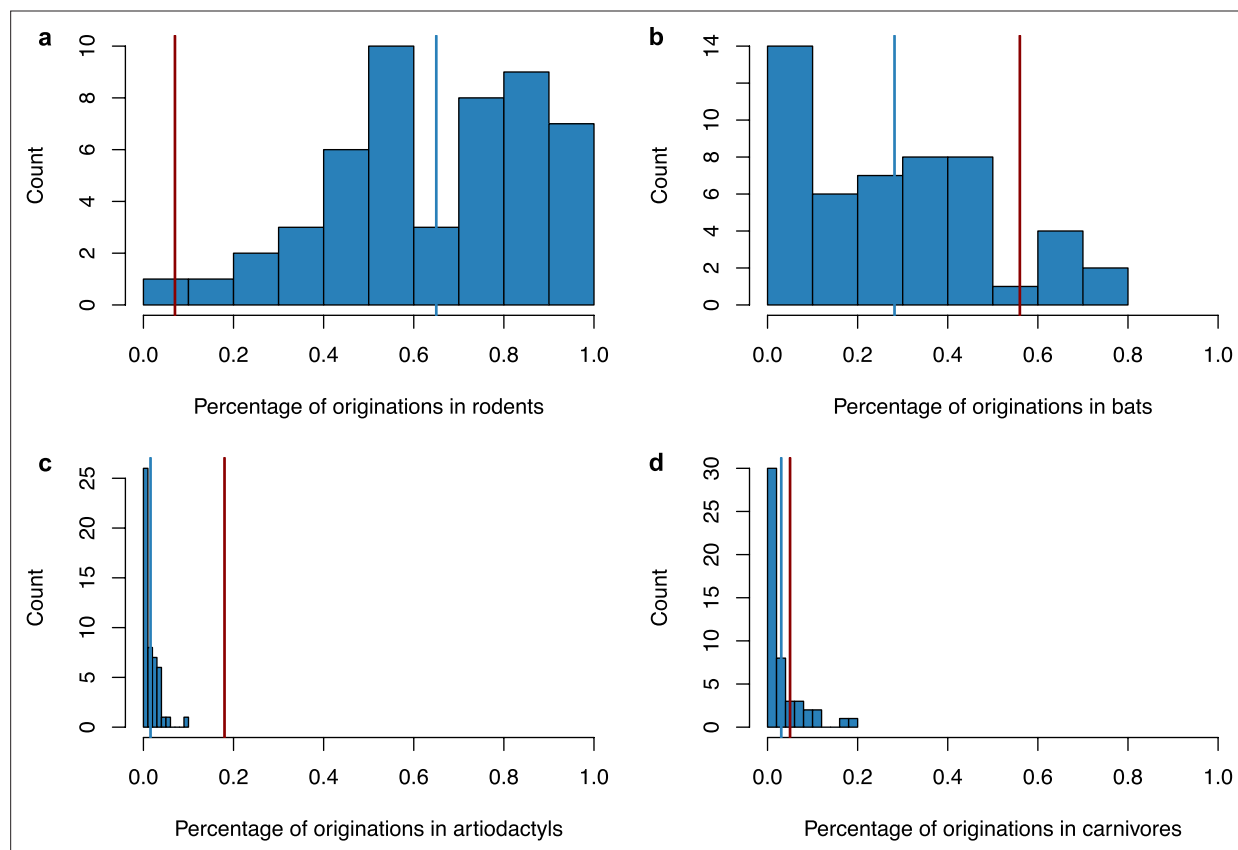 a
Count
10
8
6
4
2
0
0.0 0.2 0.4 0.6 0.8 1.0
Percentage of originations in rodents
b
Count
14
10
8
6
4
2
0
0.0 0.2 0.4 0.6 0.8 1.0
Percentage of originations in bats
c
Count
25
20
15
10
5
0
0.0 0.2 0.4 0.6 0.8 1.0
Percentage of originations in artiodactyls
d
Count
30
25
20
15
10
5
0
0.0 0.2 0.4 0.6 0.8 1.0
Percentage of originations in carnivores